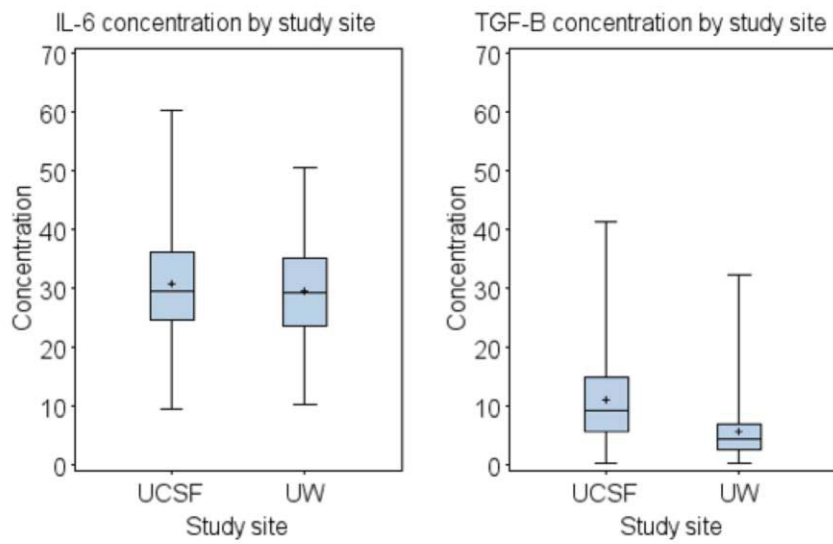 IL-6 concentration by study site
70
60
50
40
30
20
10
0
Concentration
UCSF
UW
Study site
TGF-B concentration by study site
70
60
50
40
30
20
10
0
Concentration
UCSF
UW
Study site